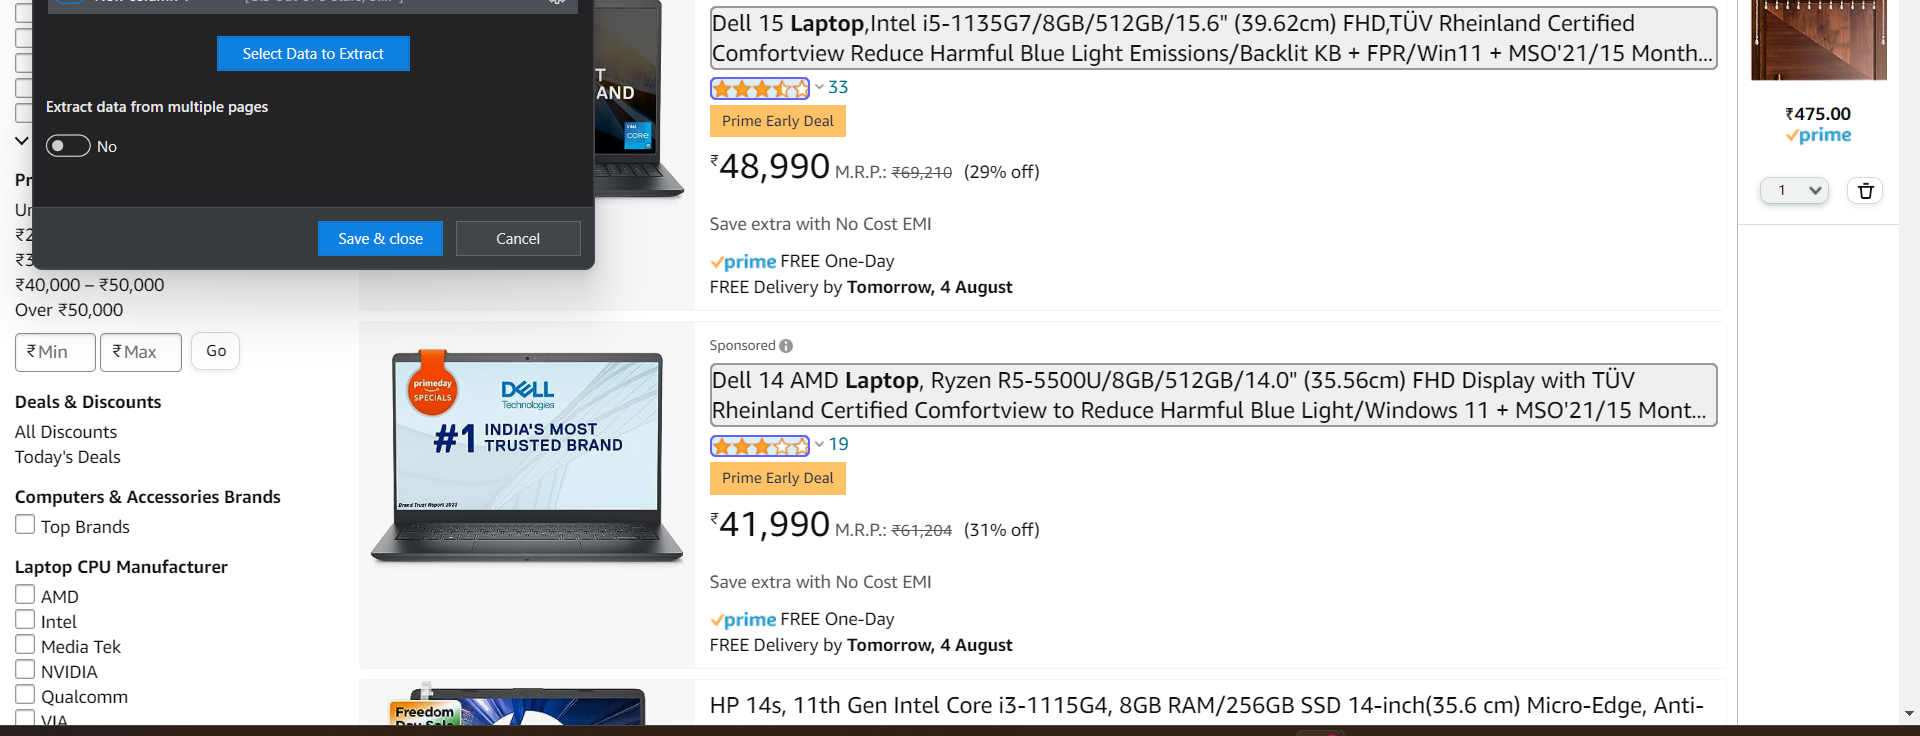 Select Data to Extract
Extract data from multiple pages
No
Save & close
Cancel
Pr
Ur
₹2
₹3
₹40,000 – ₹50,000
Over ₹50,000
₹ Min
₹ Max
Go
Deals & Discounts
All Discounts
Today's Deals
Computers & Accessories Brands
Top Brands
Laptop CPU Manufacturer
AMD
Intel
Media Tek
NVIDIA
Qualcomm
VIA
T
AND
intel
CORE
Dell 15 Laptop,Intel i5-1135G7/8GB/512GB/15.6" (39.62cm) FHD,TÜV Rheinland Certified
Comfortview Reduce Harmful Blue Light Emissions/Backlit KB + FPR/Win11 + MSO'21/15 Month...
33
Prime Early Deal
₹48,990 M.R.P.: ₹69,210 (29% off)
Save extra with No Cost EMI
prime FREE One-Day
FREE Delivery by Tomorrow, 4 August
primeday
SPECIALS
DELL
Technologies
#1 INDIA'S MOST
TRUSTED BRAND
Brand Trust Report 2023
Sponsored
Dell 14 AMD Laptop, Ryzen R5-5500U/8GB/512GB/14.0" (35.56cm) FHD Display with TÜV
Rheinland Certified Comfortview to Reduce Harmful Blue Light/Windows 11 + MSO'21/15 Mont...
19
Prime Early Deal
₹41,990 M.R.P.: ₹61,204 (31% off)
Save extra with No Cost EMI
prime FREE One-Day
FREE Delivery by Tomorrow, 4 August
Freedom
HP 14s, 11th Gen Intel Core i3-1115G4, 8GB RAM/256GB SSD 14-inch(35.6 cm) Micro-Edge, Anti-
₹475.00
prime
1